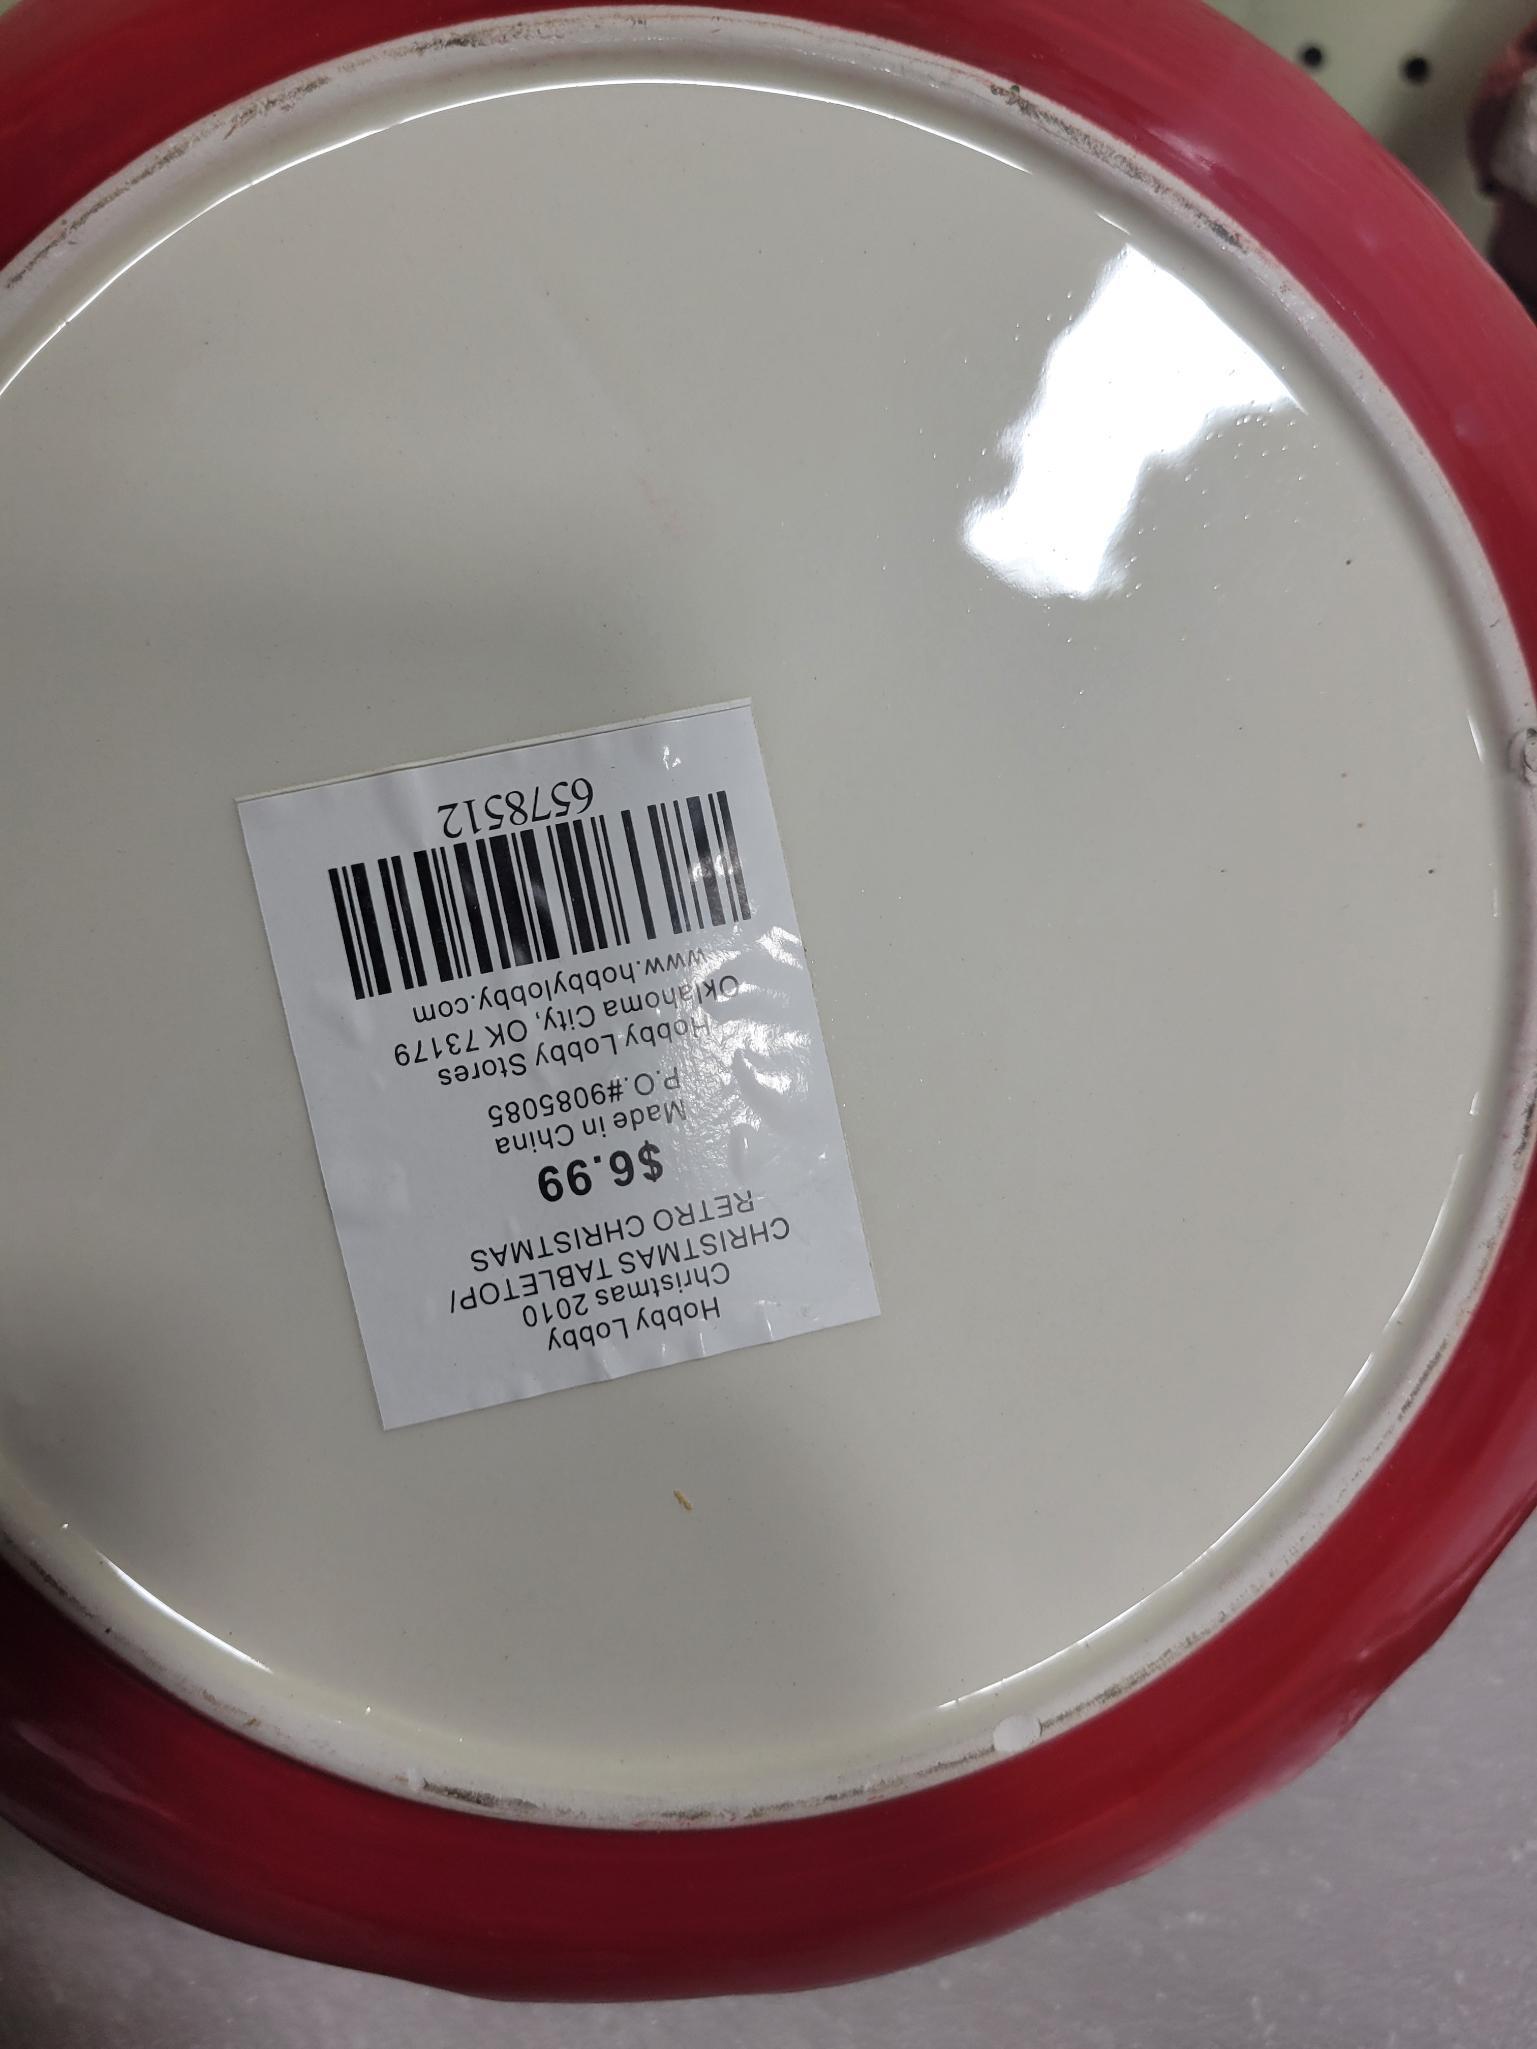 Hobby Lobby
Christmas 2010
CHRISTMAS TABLETOP/
RETRO CHRISTMAS
$6.99
Made in China
P.O.#9085085
Hobby Lobby Stores
Oklahoma City, OK 73179
www.hobbylobby.com
6578512